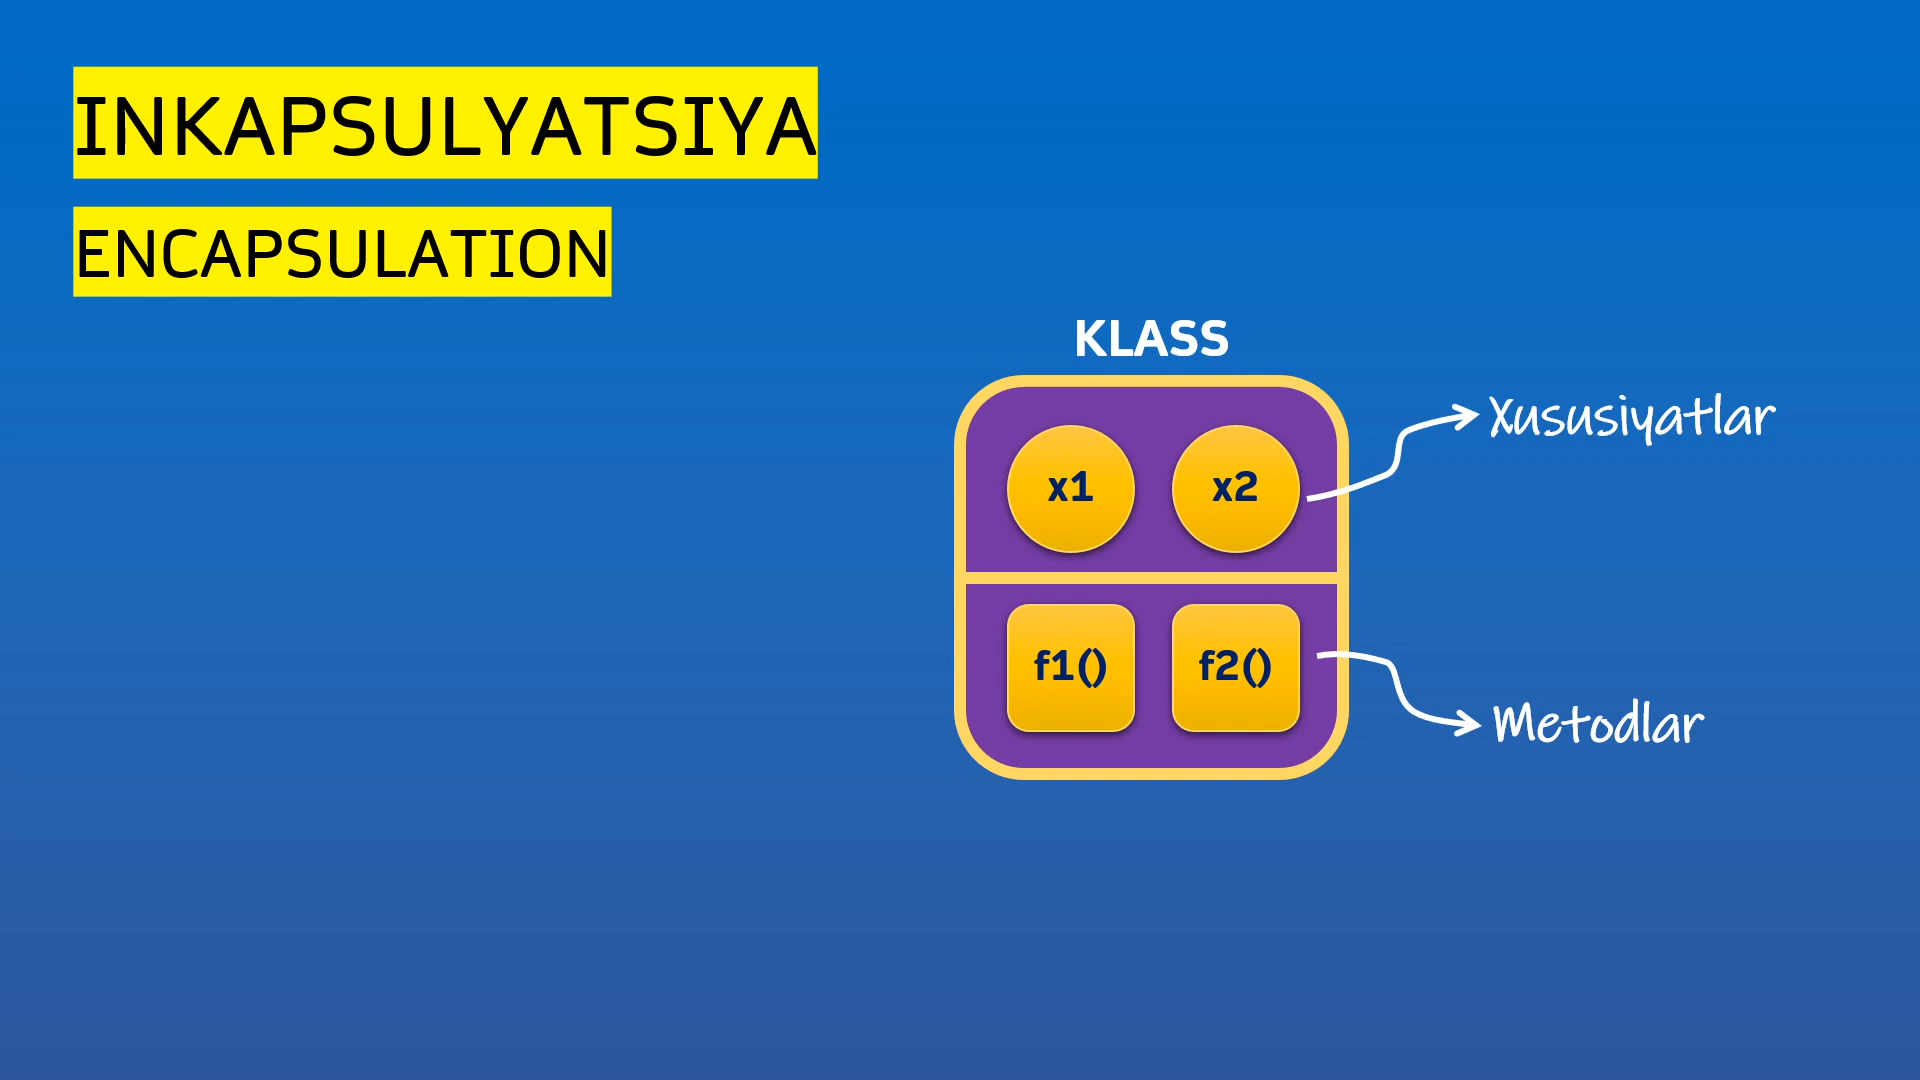 INKAPSULYATSIYA
ENCAPSULATION
KLASS
x1 x2
Xususiyatlar
f1() f2()
Metodlar